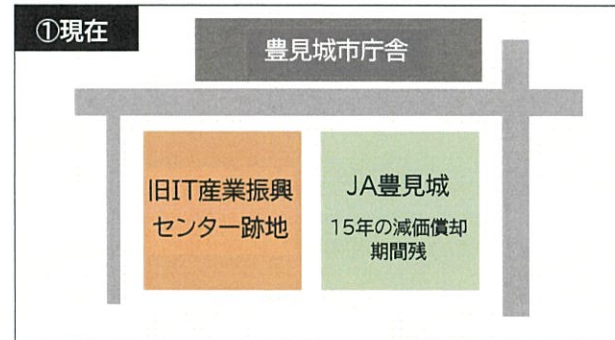 ①現在
豊見城市庁舎
旧IT産業振興
センター跡地
JA豊見城
15年の減価償却
期間残